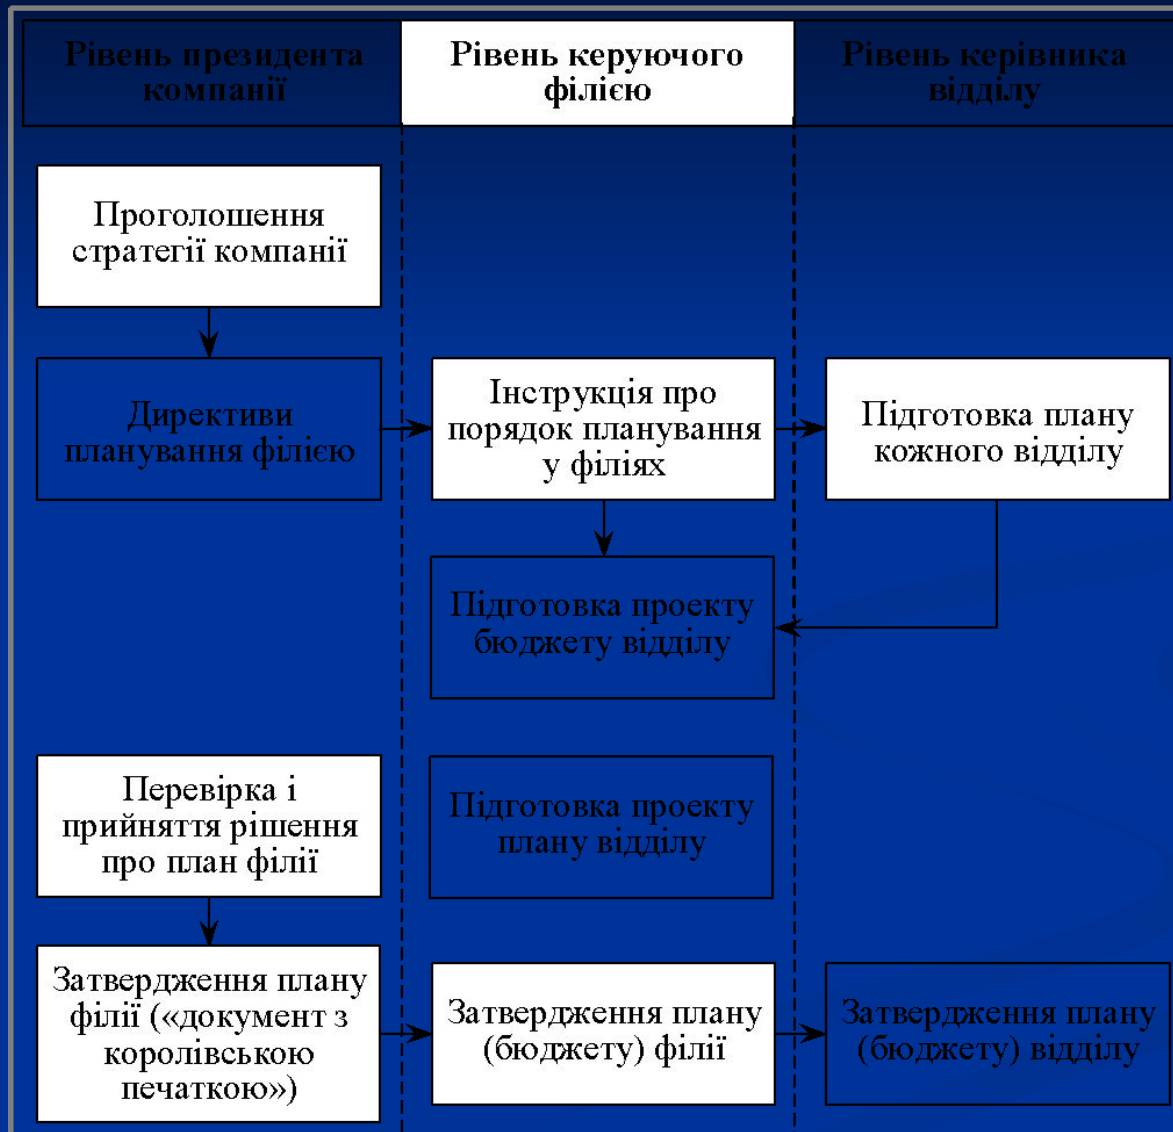 Рівень президента
компанії
Рівень керуючого
філією
Рівень керівника
відділу
Проголошення
стратегії компанії
Директиви
планування філією
Інструкція про
порядок планування
у філіях
Підготовка плану
кожного відділу
Підготовка проекту
бюджету відділу
Перевірка і
прийняття рішення
про план філії
Підготовка проекту
плану відділу
Затвердження плану
філії («документ з
королівською
печаткою»)
Затвердження плану
(бюджету) філії
Затвердження плану
(бюджету) відділу